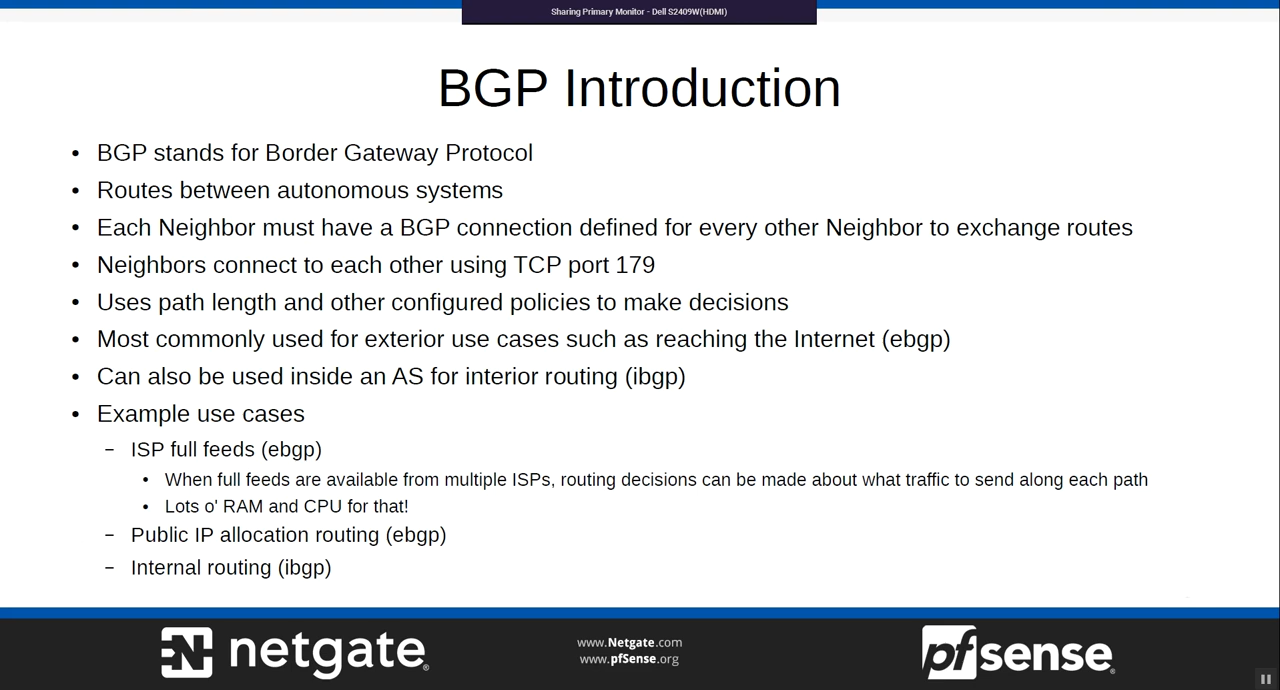 Sharing Primary Monitor - Dell S2409W(HDMI)
BGP Introduction
• BGP stands for Border Gateway Protocol
• Routes between autonomous systems
• Each Neighbor must have a BGP connection defined for every other Neighbor to exchange routes
• Neighbors connect to each other using TCP port 179
• Uses path length and other configured policies to make decisions
• Most commonly used for exterior use cases such as reaching the Internet (ebgp)
• Can also be used inside an AS for interior routing (ibgp)
• Example use cases
– ISP full feeds (ebgp)
• When full feeds are available from multiple ISPs, routing decisions can be made about what traffic to send along each path
• Lots o' RAM and CPU for that!
– Public IP allocation routing (ebgp)
– Internal routing (ibgp)
N netgate®
www.Netgate.com
www.pfSense.org
pfsense®